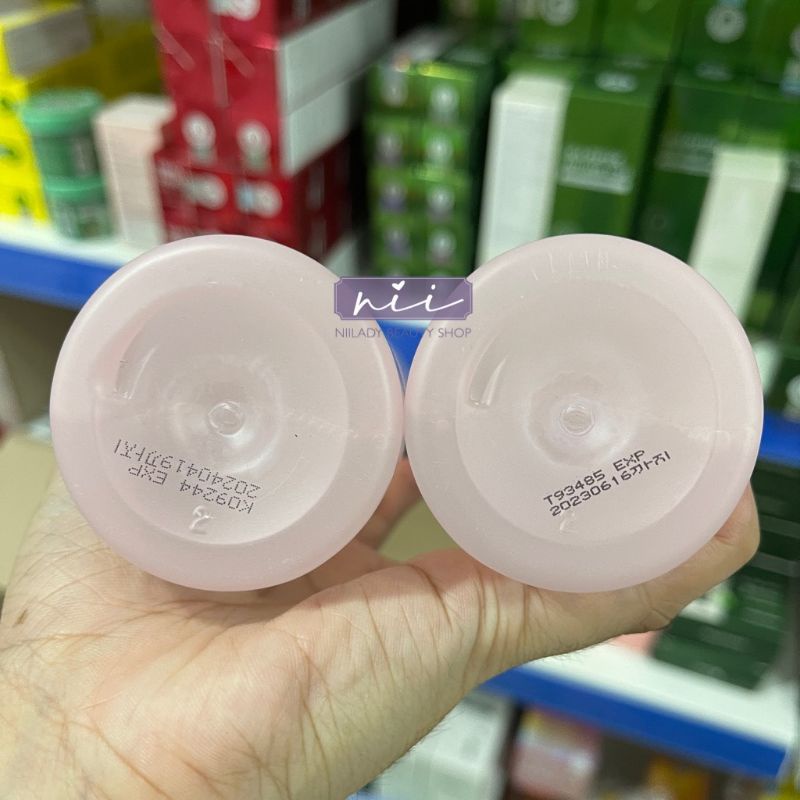 nii
NIILADY BEAUTY SHOP
K09244 EXP
20240419까지
2
T93485 EXP
20230616까지